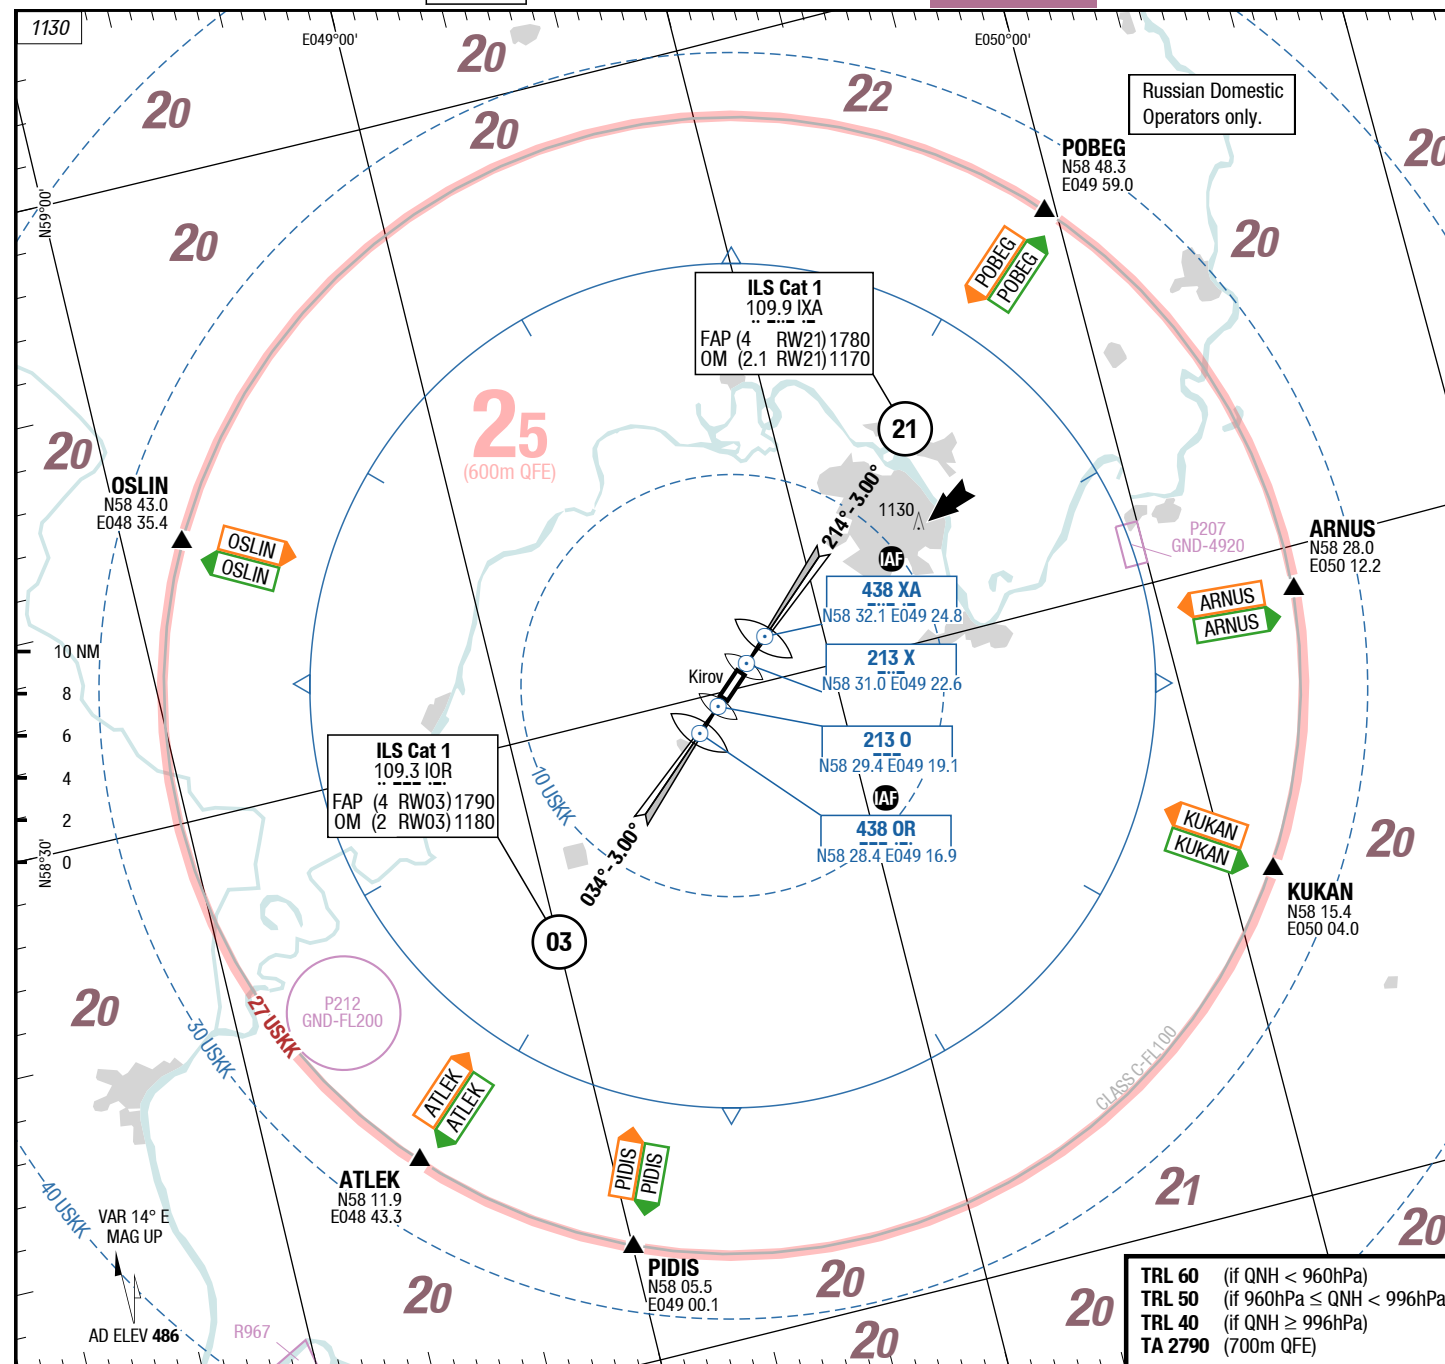 1130
E049°00'
E050°00'
20
22
20
20
20
Russian Domestic
Operators only.
POBEG
N58 48.3
E049 59.0
N59°00'
20
20
POBEG
POBEG
ILS Cat 1
109.9 IXA
FAP (4 RW21) 1780
OM (2.1 RW21) 1170
25
(600m QFE)
21
20
OSLIN
N58 43.0
E048 35.4
OSLIN
OSLIN
214°-3.00°
1130
P207
GND-4920
ARNUS
N58 28.0
E050 12.2
IAF
438 XA
N58 32.1 E049 24.8
ARNUS
ARNUS
10 NM
8
6
4
2
0
Kirov
213 X
N58 31.0 E049 22.6
213 O
N58 29.4 E049 19.1
ILS Cat 1
109.3 IOR
FAP (4 RW03) 1790
OM (2 RW03) 1180
10 USKK
IAF
438 OR
N58 28.4 E049 16.9
KUKAN
KUKAN
20
N58°30'
034°-3.00°
KUKAN
N58 15.4
E050 04.0
03
20
P212
GND-FL200
27 USKK
30 USKK
CLASS C-FL100
ATLEK
ATLEK
PIDIS
PIDIS
ATLEK
N58 11.9
E048 43.3
40 USKK
VAR 14° E
MAG UP
21
20
PIDIS
N58 05.5
E049 00.1
20
20
20
20
AD ELEV 486
R967
TRL 60 (if QNH < 960hPa)
TRL 50 (if 960hPa ≤ QNH < 996hPa
TRL 40 (if QNH ≥ 996hPa)
TA 2790 (700m QFE)